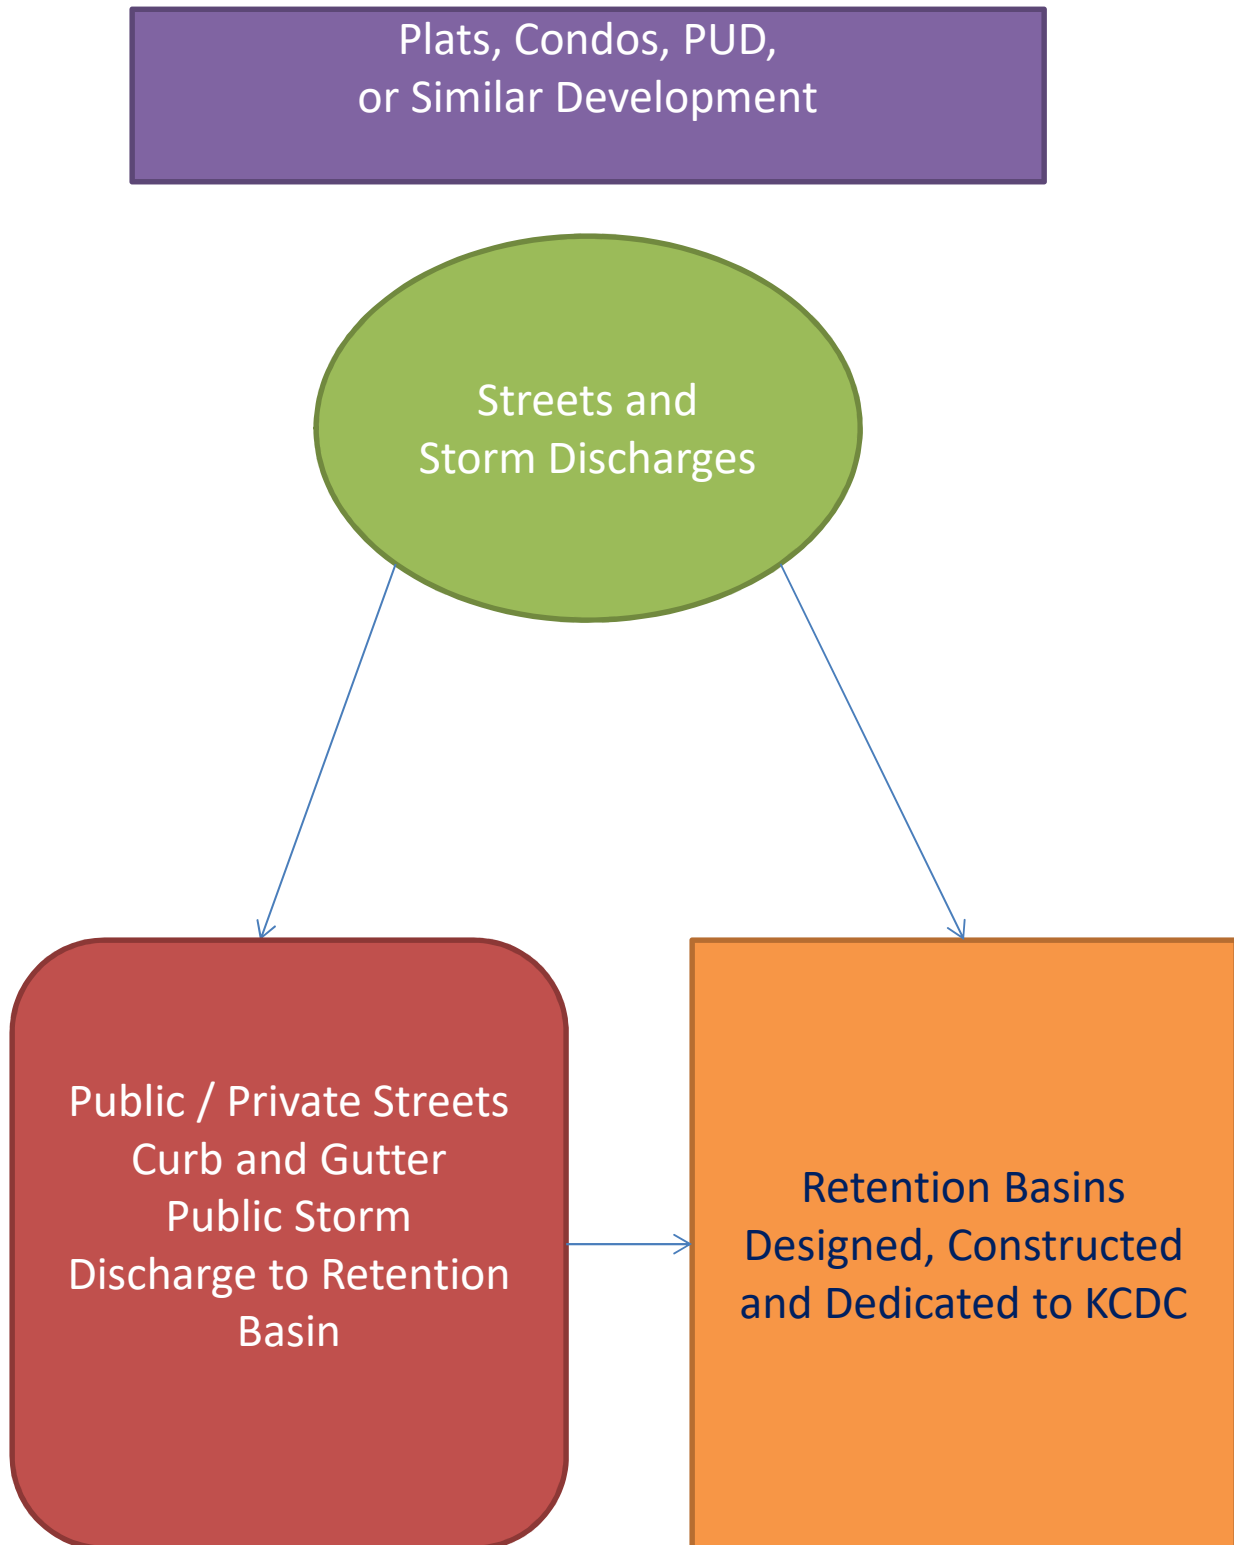 Plats, Condos, PUD,
or Similar Development
Streets and
Storm Discharges
Public / Private Streets
Curb and Gutter
Public Storm
Discharge to Retention
Basin
Retention Basins
Designed, Constructed
and Dedicated to KCDC